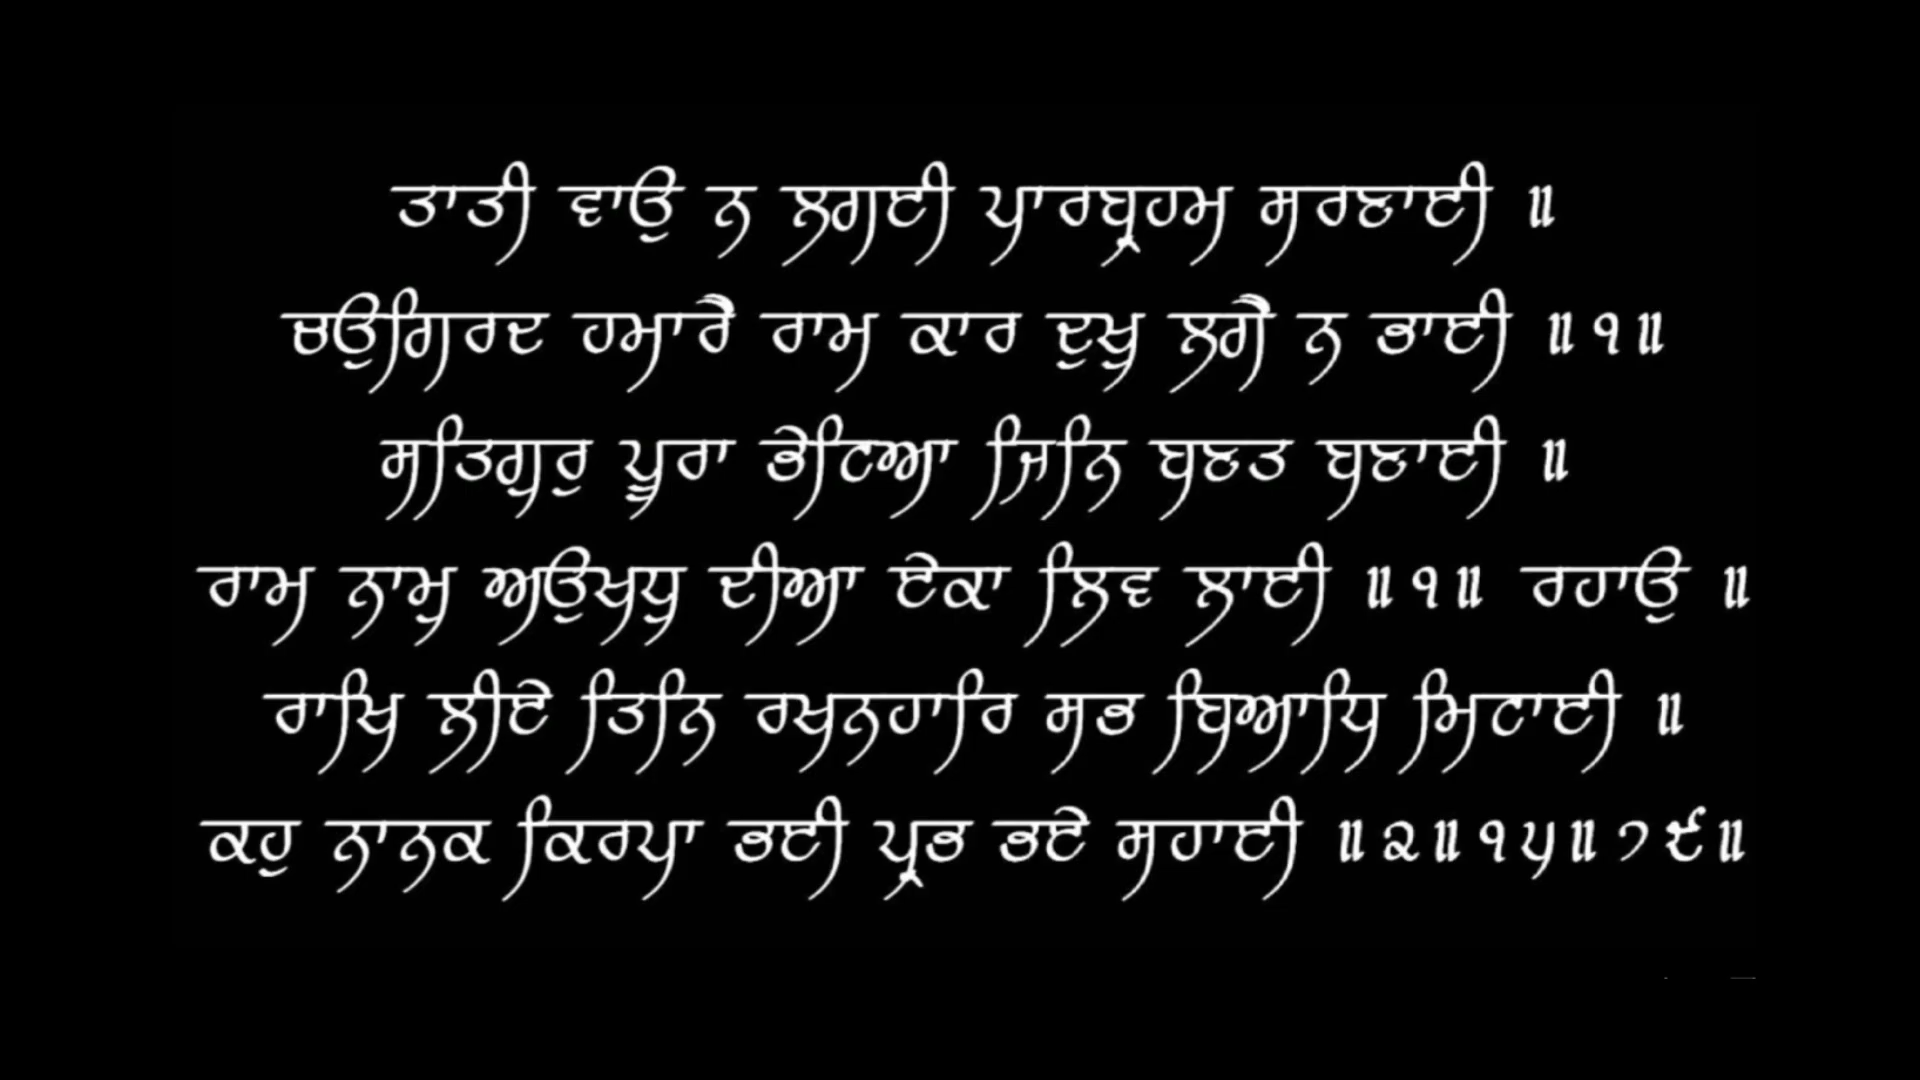 ਤਾਤੀ ਵਾਉ ਨ ਲਗਈ ਪਾਰਬ੍ਰਹਮ ਸਰਣਾਈ ॥
ਚਉਗਿਰਦ ਹਮਾਰੈ ਰਾਮ ਕਾਰ ਦੁਖੁ ਲਗੈ ਨ ਭਾਈ ॥੧॥
ਸਤਿਗੁਰੁ ਪੂਰਾ ਭੇਟਿਆ ਜਿਨਿ ਬਣਤ ਬਣਾਈ ॥
ਰਾਮ ਨਾਮੁ ਅਉਖਧੁ ਦੀਆ ਏਕਾ ਲਿਵ ਲਾਈ ॥੧॥ ਰਹਾਉ ॥
ਰਾਖਿ ਲੀਏ ਤਿਨਿ ਰਖਨਹਾਰਿ ਸਭ ਬਿਆਧਿ ਮਿਟਾਈ ॥
ਕਹੁ ਨਾਨਕ ਕਿਰਪਾ ਭਈ ਪ੍ਰਭ ਭਏ ਸਹਾਈ ॥੨॥੧੫॥੭੯॥